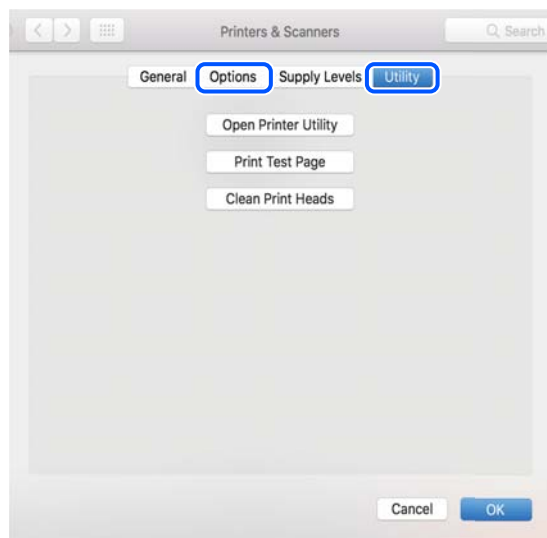 Printers & Scanners Search
General Options Supply Levels Utility
Open Printer Utility
Print Test Page
Clean Print Heads
Cancel OK